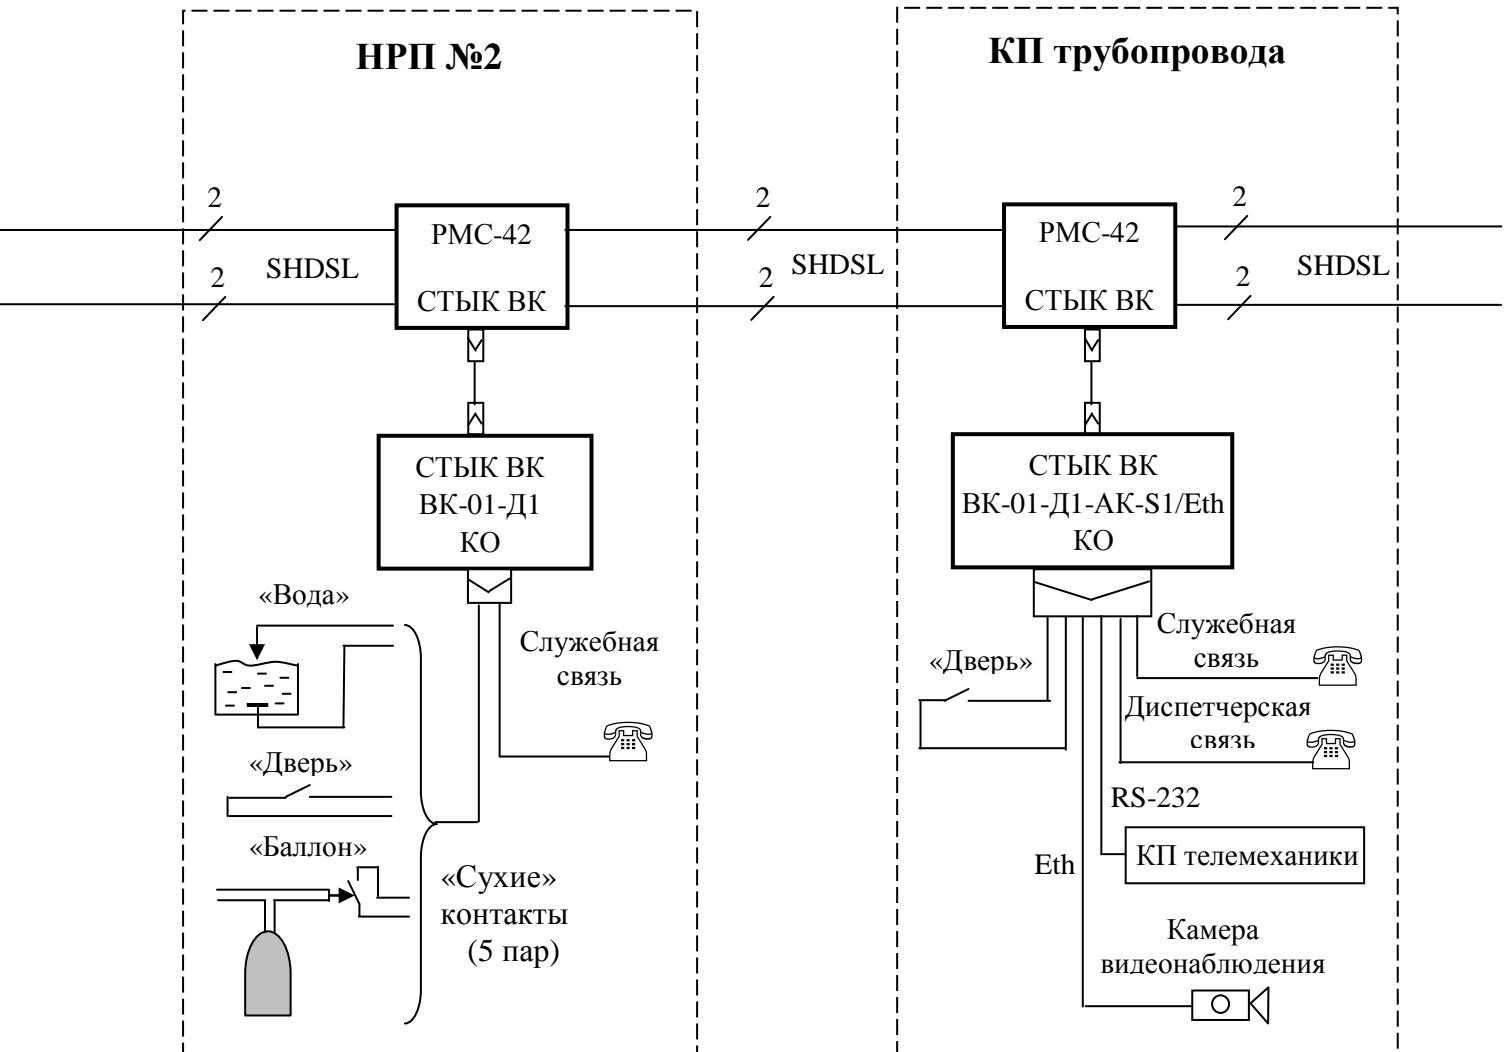 НРП №2
КП трубопровода
2
2
2
РМС-42
СТЫК ВК
РМС-42
СТЫК ВК
SHDSL
SHDSL
SHDSL
2
2
2
СТЫК ВК
ВК-01-Д1
КО
СТЫК ВК
ВК-01-Д1-АК-S1/Eth
КО
«Вода»
Служебная
связь
«Дверь»
«Баллон»
«Сухие»
контакты
(5 пар)
«Дверь»
Служебная
связь
Диспетчерская
связь
RS-232
КП телемеханики
Eth
Камера
видеонаблюдения